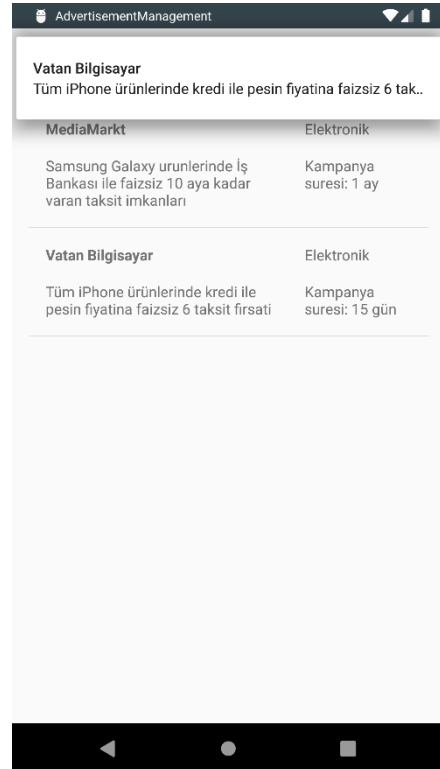 AdvertisementManagement
Vatan Bilgisayar
Tüm iPhone ürünlerinde kredi ile pesin fiyatina faizsiz 6 tak..
MediaMarkt
Elektronik
Samsung Galaxy urunlerinde İş
Bankası ile faizsiz 10 aya kadar
varan taksit imkanları
Kampanya
suresi: 1 ay
Vatan Bilgisayar
Elektronik
Tüm iPhone ürünlerinde kredi ile
pesin fiyatina faizsiz 6 taksit firsati
Kampanya
suresi: 15 gün